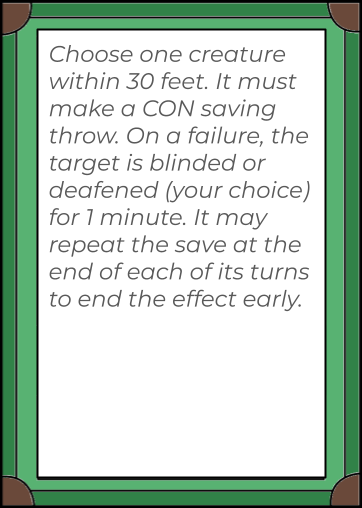 Choose one creature
within 30 feet. It must
make a CON saving
throw. On a failure, the
target is blinded or
deafened (your choice)
for 1 minute. It may
repeat the save at the
end of each of its turns
to end the effect early.